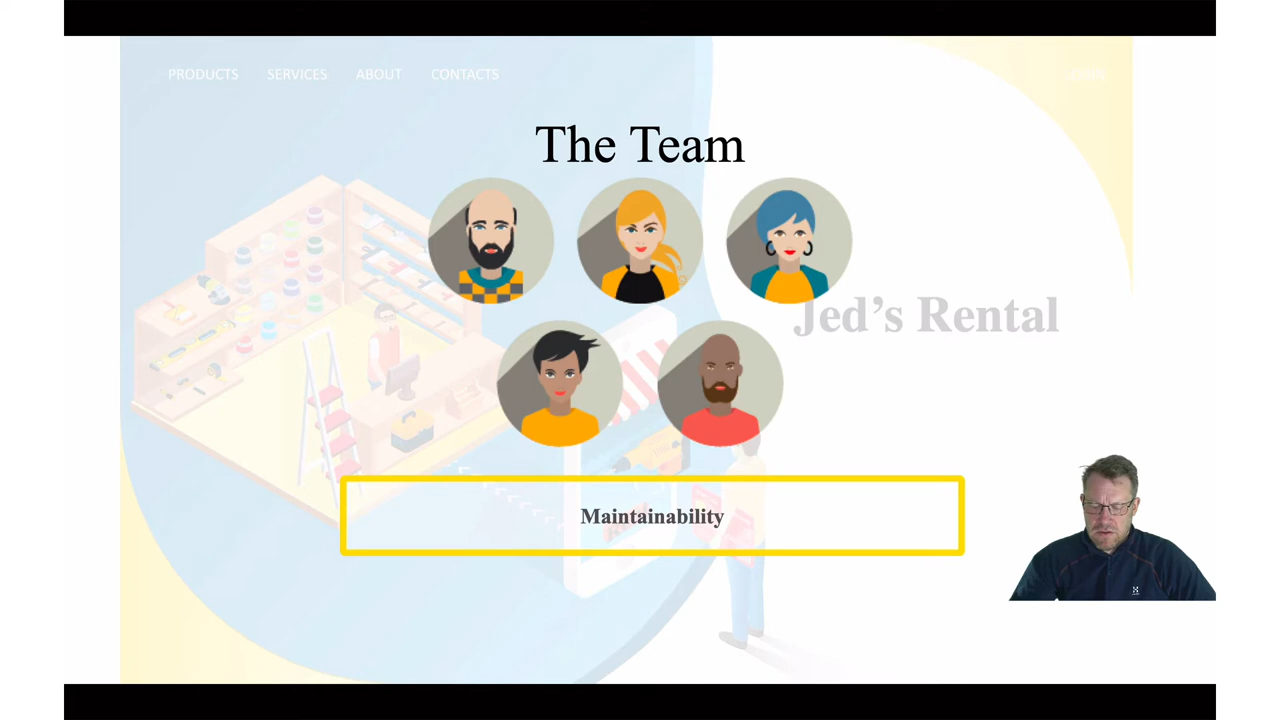 PRODUCTS SERVICES ABOUT CONTACTS
The Team
Jed's Rental
Maintainability